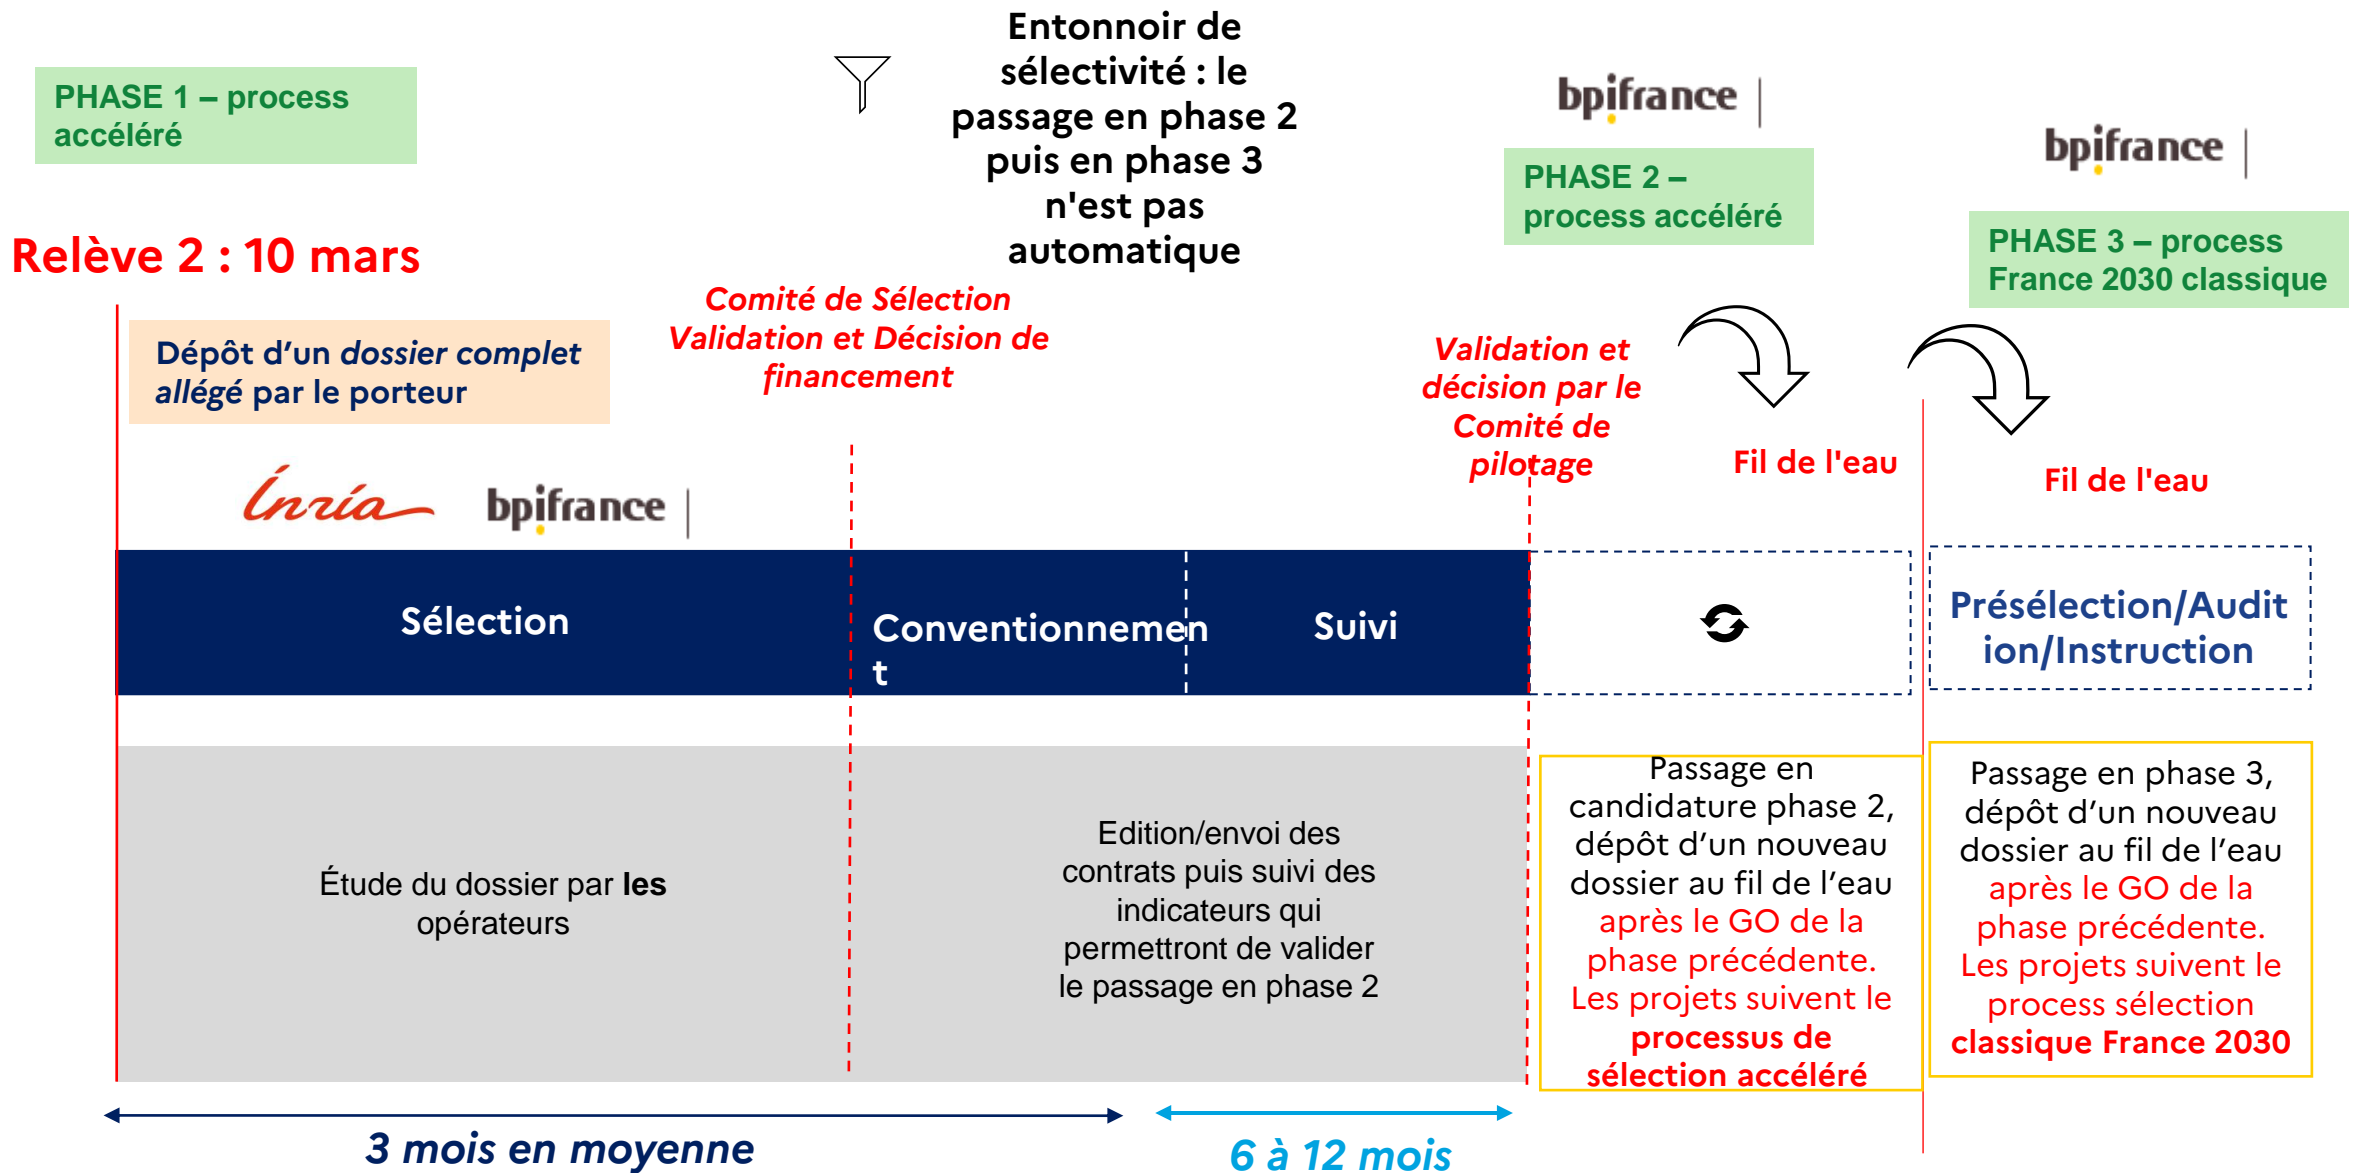 PHASE 1 – process
accéléré
Relève 2 : 10 mars
Entonnoir de
sélectivité : le
passage en phase 2
puis en phase 3
n'est pas
automatique
bpifrance
PHASE 2 –
process accéléré
bpifrance
PHASE 3 – process
France 2030 classique
Dépôt d’un dossier complet
allégé par le porteur
Comité de Sélection
Validation et Décision de
financement
Validation et
décision par le
Comité de
pilotage
Fil de l'eau
Fil de l'eau
Inria
bpifrance
Sélection
Conventionnemen
t
Suivi
Présélection/Audit
ion/Instruction
Étude du dossier par les
opérateurs
Edition/envoi des
contrats puis suivi des
indicateurs qui
permettront de valider
le passage en phase 2
Passage en
candidature phase 2,
dépôt d’un nouveau
dossier au fil de l’eau
après le GO de la
phase précédente.
Les projets suivent le
processus de
sélection accéléré
Passage en phase 3,
dépôt d’un nouveau
dossier au fil de l’eau
après le GO de la
phase précédente.
Les projets suivent le
process sélection
classique France 2030
3 mois en moyenne
6 à 12 mois